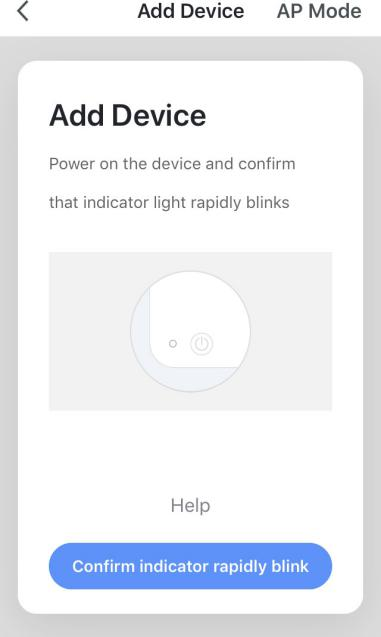 Add Device AP Mode
Add Device
Power on the device and confirm
that indicator light rapidly blinks
Help
Confirm indicator rapidly blink